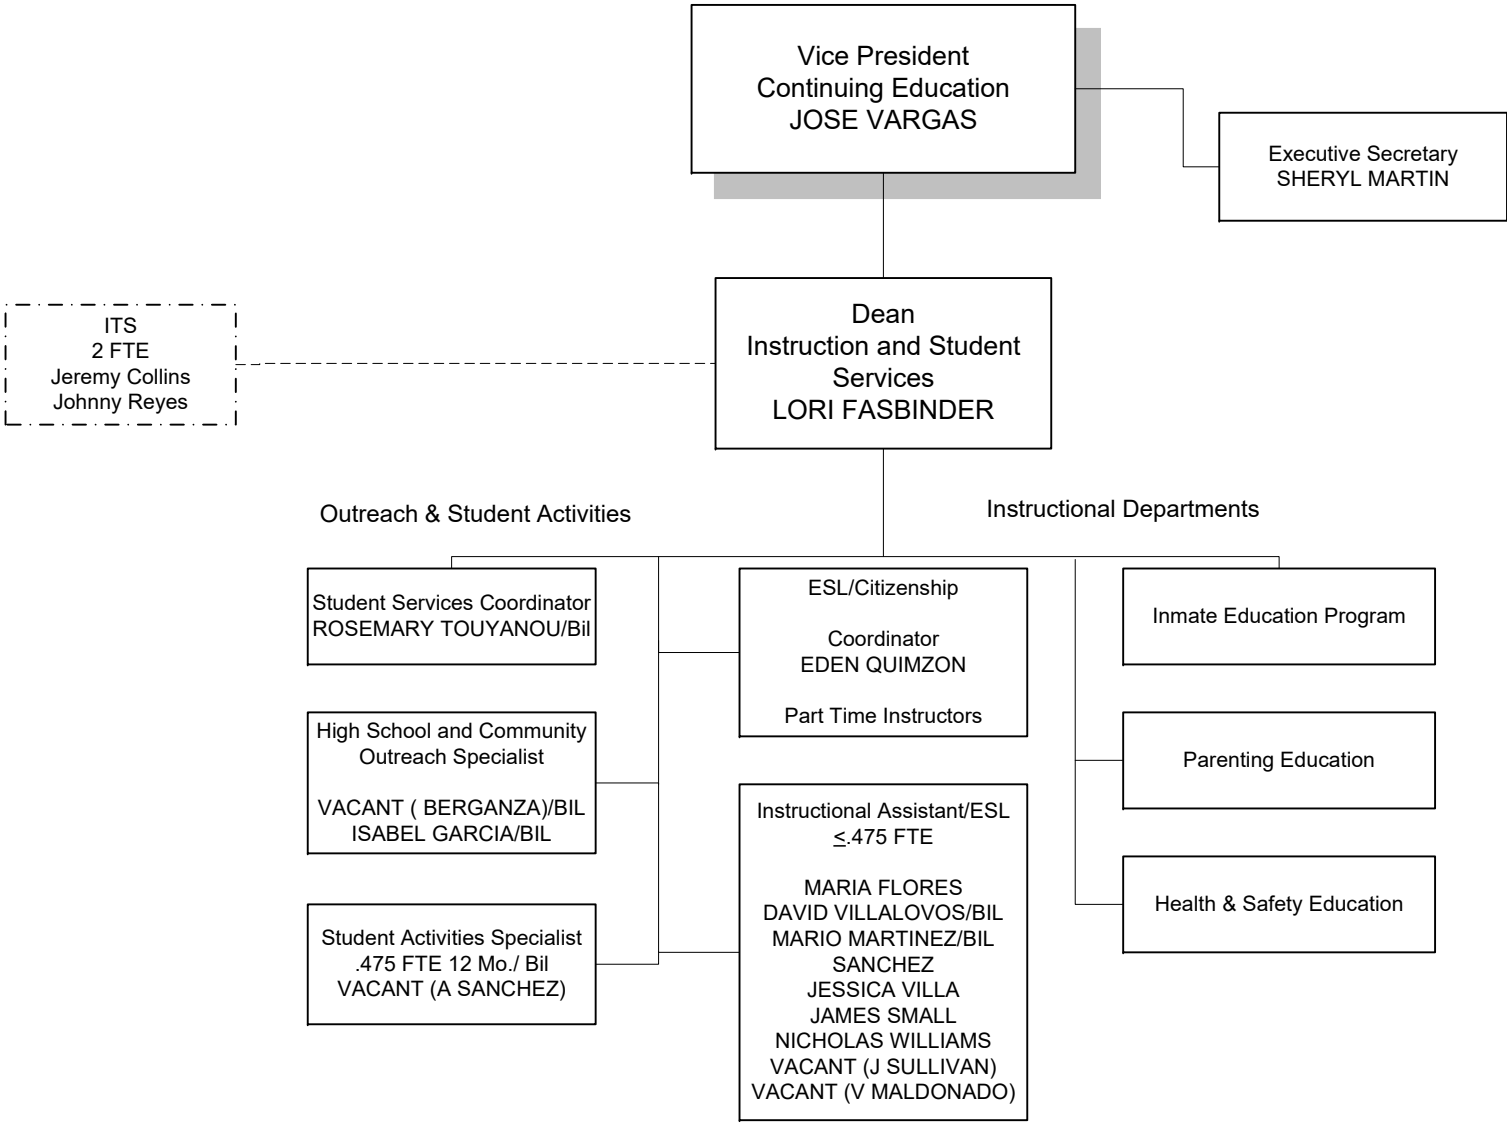 Vice President
Continuing Education
JOSE VARGAS
Executive Secretary
SHERYL MARTIN
ITS
2 FTE
Jeremy Collins
Johnny Reyes
Dean
Instruction and Student
Services
LORI FASBINDER
Outreach & Student Activities
Instructional Departments
Student Services Coordinator
ROSEMARY TOUYANOU/Bil
High School and Community
Outreach Specialist
VACANT ( BERGANZA)/BIL
ISABEL GARCIA/BIL
Student Activities Specialist
.475 FTE 12 Mo./ Bil
VACANT (A SANCHEZ)
ESL/Citizenship
Coordinator
EDEN QUIMZON
Part Time Instructors
Instructional Assistant/ESL
≤.475 FTE
MARIA FLORES
DAVID VILLALOVOS/BIL
MARIO MARTINEZ/BIL
SANCHEZ
JESSICA VILLA
JAMES SMALL
NICHOLAS WILLIAMS
VACANT (J SULLIVAN)
VACANT (V MALDONADO)
Inmate Education Program
Parenting Education
Health & Safety Education